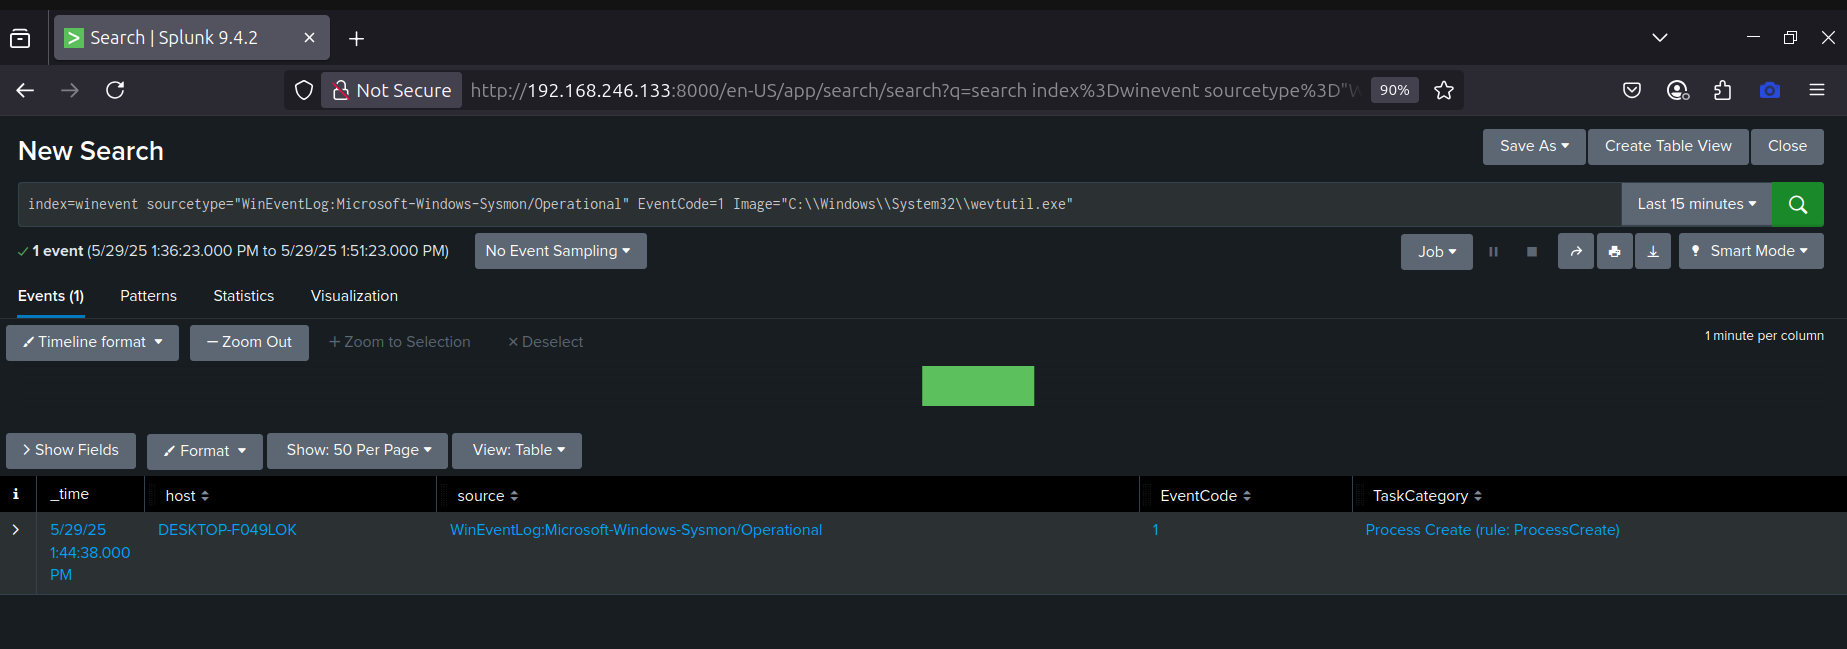 Search | Splunk 9.4.2
Not Secure http://192.168.246.133:8000/en-US/app/search/search?q=search index%3Dwinevent sourcetype%3D"W 90%
New Search
Save As Create Table View Close
index=winevent sourcetype="WinEventLog:Microsoft-Windows-Sysmon/Operational" EventCode=1 Image="C:\\Windows\\System32\\wevtutil.exe"
Last 15 minutes
1 event (5/29/25 1:36:23.000 PM to 5/29/25 1:51:23.000 PM) No Event Sampling
Job Smart Mode
Events (1) Patterns Statistics Visualization
Timeline format — Zoom Out + Zoom to Selection × Deselect
1 minute per column
> Show Fields Format Show: 50 Per Page View: Table
i _time host source EventCode TaskCategory
5/29/25 DESKTOP-F049LOK WinEventLog:Microsoft-Windows-Sysmon/Operational 1 Process Create (rule: ProcessCreate)
1:44:38.000
PM